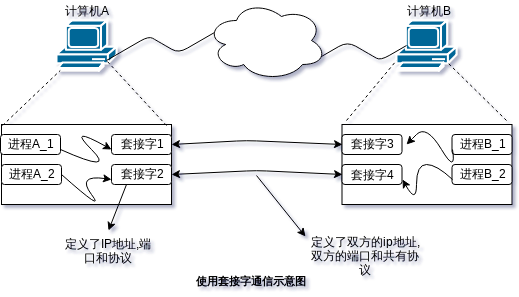 计算机A
计算机B
进程A_1
套接字1
套接字3
进程B_1
进程A_2
套接字2
套接字4
进程B_2
定义了IP地址,端
口和协议
定义了双方的ip地址,
双方的端口和共有协
议
使用套接字通信示意图